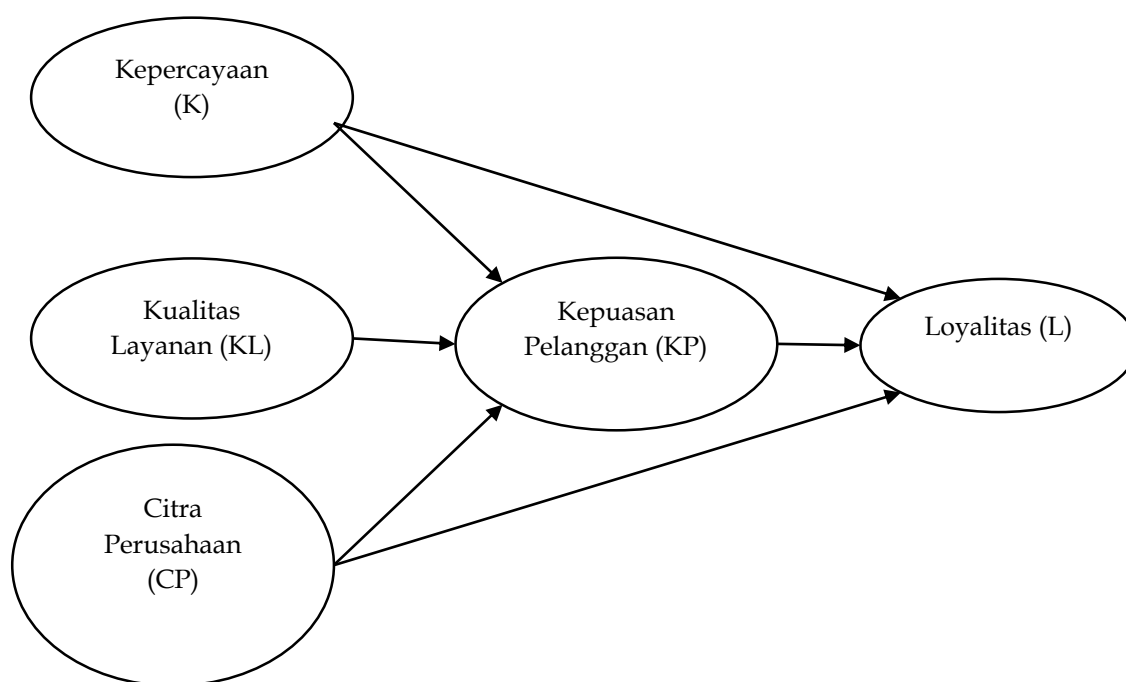 Kepercayaan
(K)
Kualitas
Layanan (KL)
Kepuasan
Pelanggan (KP)
Loyalitas (L)
Citra
Perusahaan
(CP)